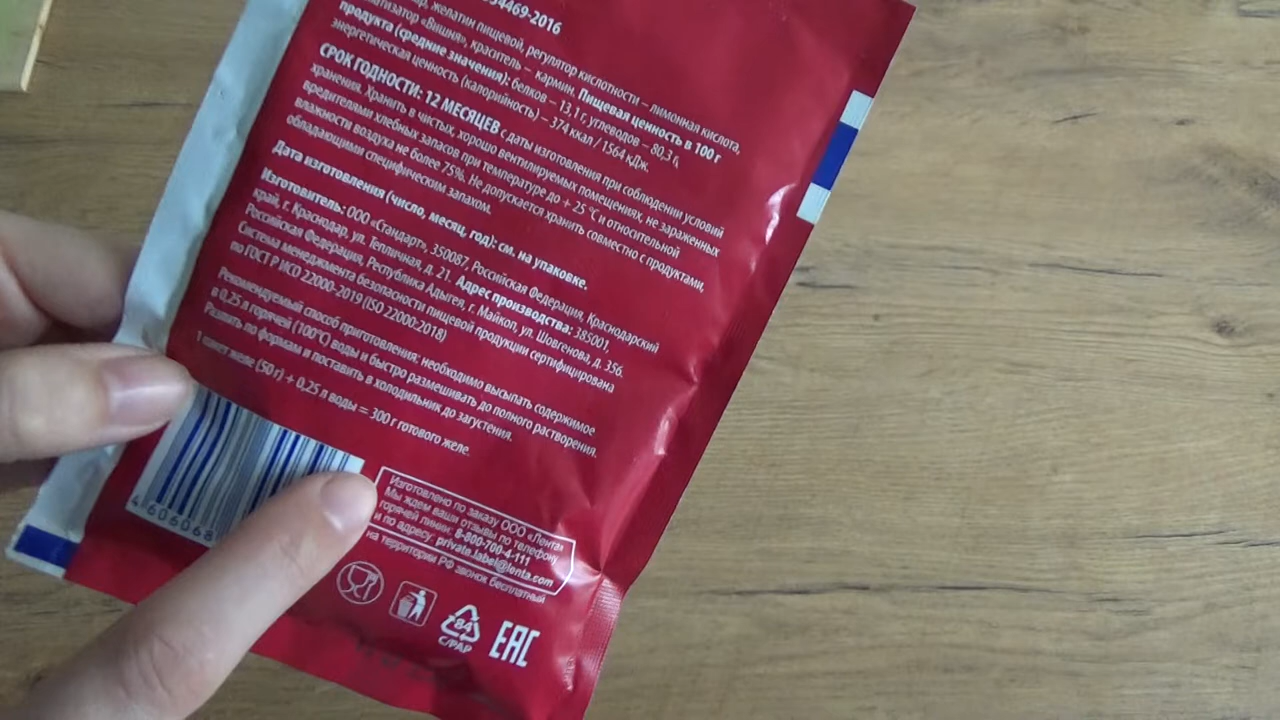 34469-2016
желатин пищевой, регулятор кислотности – лимонная кислота,
«Вишня», краситель – кармин. Пищевая ценность в 100 г
продукта (средние значения): белков – 13,1 г, углеводов – 80,3 г,
энергетическая ценность (калорийность) – 374 ккал / 1564 кДж.
СРОК ГОДНОСТИ: 12 МЕСЯЦЕВ с даты изготовления при соблюдении условий
хранения. Хранить в чистых, хорошо вентилируемых помещениях, не зараженных
вредителями хлебных запасов при температуре до + 25 °С и относительной
влажности воздуха не более 75%. Не допускается хранить совместно с продуктами,
обладающими специфическим запахом.
Дата изготовления (число, месяц, год): см. на упаковке.
Изготовитель: ООО «Стандарт», 350087, Российская Федерация, Краснодарский
край, г. Краснодар, ул. Тепличная, д. 21. Адрес производства: 385001,
Российская Федерация, Республика Адыгея, г. Майкоп, ул. Шовгенова, д. 356.
Система менеджмента безопасности пищевой продукции сертифицирована
по ГОСТ Р ИСО 22000-2019 (ISO 22000:2018)
Рекомендуемый способ приготовления: необходимо высыпать содержимое
в 0,25 л горячей (100°С) воды и быстро размешивать до полного растворения.
Разлить по формам и поставить в холодильник до загустения.
1 пакет желе (50 г) + 0,25 л воды = 300 г готового желе.
4 606068
Изготовлено по заказу ООО «Лента»
Мы ждем ваши отзывы по телефону
горячей линии: 8-800-700-4-111
и по адресу: private.label@lenta.com
на территории РФ звонок бесплатный
84
C/PAP
EAC